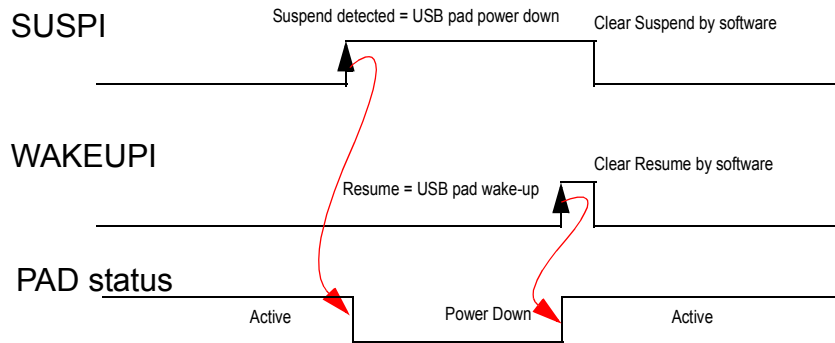 SUSPI
Suspend detected = USB pad power down
Clear Suspend by software
WAKEUPI
Resume = USB pad wake-up
Clear Resume by software
PAD status
Active
Power Down
Active